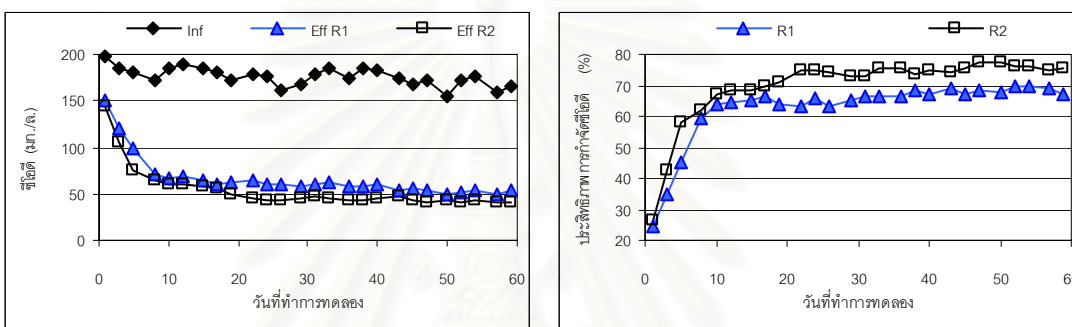 Inf Eff R1 Eff R2
200
150
100
50
0
ซีโอดี (มก./ล.)
0 10 20 30 40 50 60
วันที่ทำการทดลอง
R1 R2
80
70
60
50
40
30
20
ประสิทธิภาพการกำจัดซีโอดี (%)
0 10 20 30 40 50 60
วันที่ทำการทดลอง